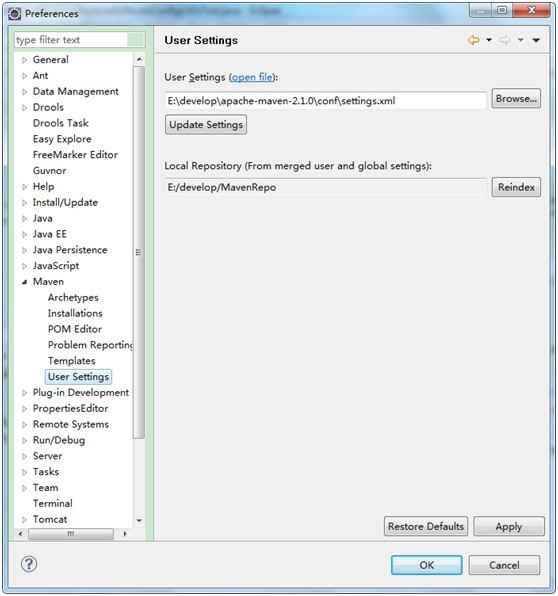 Preferences
type filter text
General
Ant
Data Management
Drools
Drools Task
Easy Explore
FreeMarker Editor
Guvnor
Help
Install/Update
Java
Java EE
Java Persistence
JavaScript
Maven
Archetypes
Installations
POM Editor
Problem Reporting
Templates
User Settings
Plug-in Development
PropertiesEditor
Remote Systems
Run/Debug
Server
Tasks
Team
Terminal
Tomcat
User Settings
User Settings (open file):
E:\develop\apache-maven-2.1.0\conf\settings.xml
Browse...
Update Settings
Local Repository (From merged user and global settings):
E:/develop/MavenRepo
Reindex
Restore Defaults
Apply
OK
Cancel